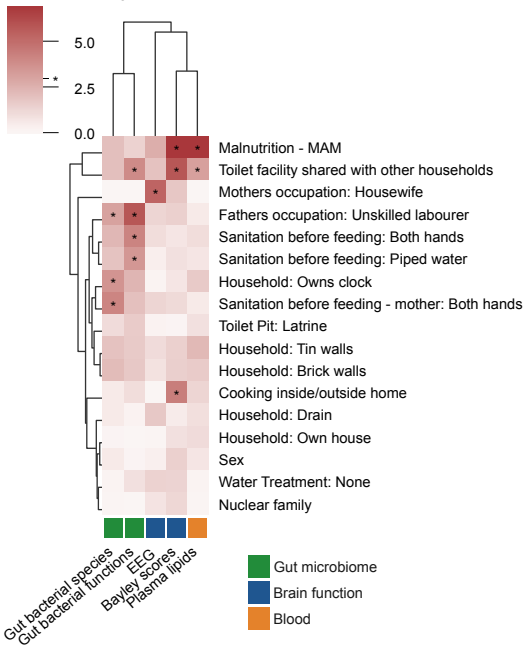 5.0
*
2.5
0.0
* * Malnutrition - MAM
* * * Toilet facility shared with other households
* Mothers occupation: Housewife
* * Fathers occupation: Unskilled labourer
* Sanitation before feeding: Both hands
* Sanitation before feeding: Piped water
* Household: Owns clock
* Sanitation before feeding - mother: Both hands
Toilet Pit: Latrine
Household: Tin walls
Household: Brick walls
* Cooking inside/outside home
Household: Drain
Household: Own house
Sex
Water Treatment: None
Nuclear family
Gut bacterial species
Gut bacterial functions
EEG
Bayley scores
Plasma lipids
Gut microbiome
Brain function
Blood